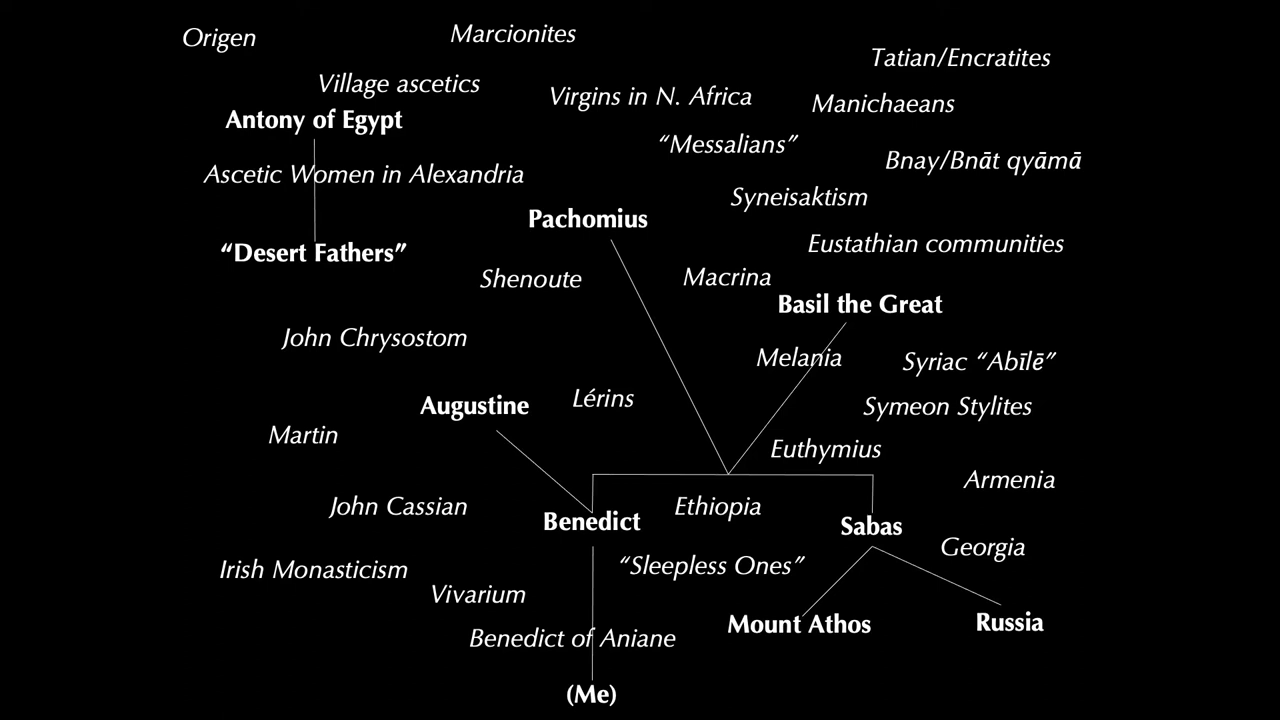 Origen
Marcionites
Tatian/Encratites
Village ascetics
Virgins in N. Africa
Manichaeans
Antony of Egypt
“Messalians”
Bnay/Bnāt qyāmā
Ascetic Women in Alexandria
Syneisaktism
Pachomius
Eustathian communities
“Desert Fathers”
Shenoute
Macrina
Basil the Great
John Chrysostom
Melania
Syriac “Abīlē”
Augustine
Lérins
Symeon Stylites
Martin
Euthymius
Armenia
John Cassian
Ethiopia
Benedict
Sabas
Georgia
Irish Monasticism
“Sleepless Ones”
Vivarium
Mount Athos
Russia
Benedict of Aniane
(Me)